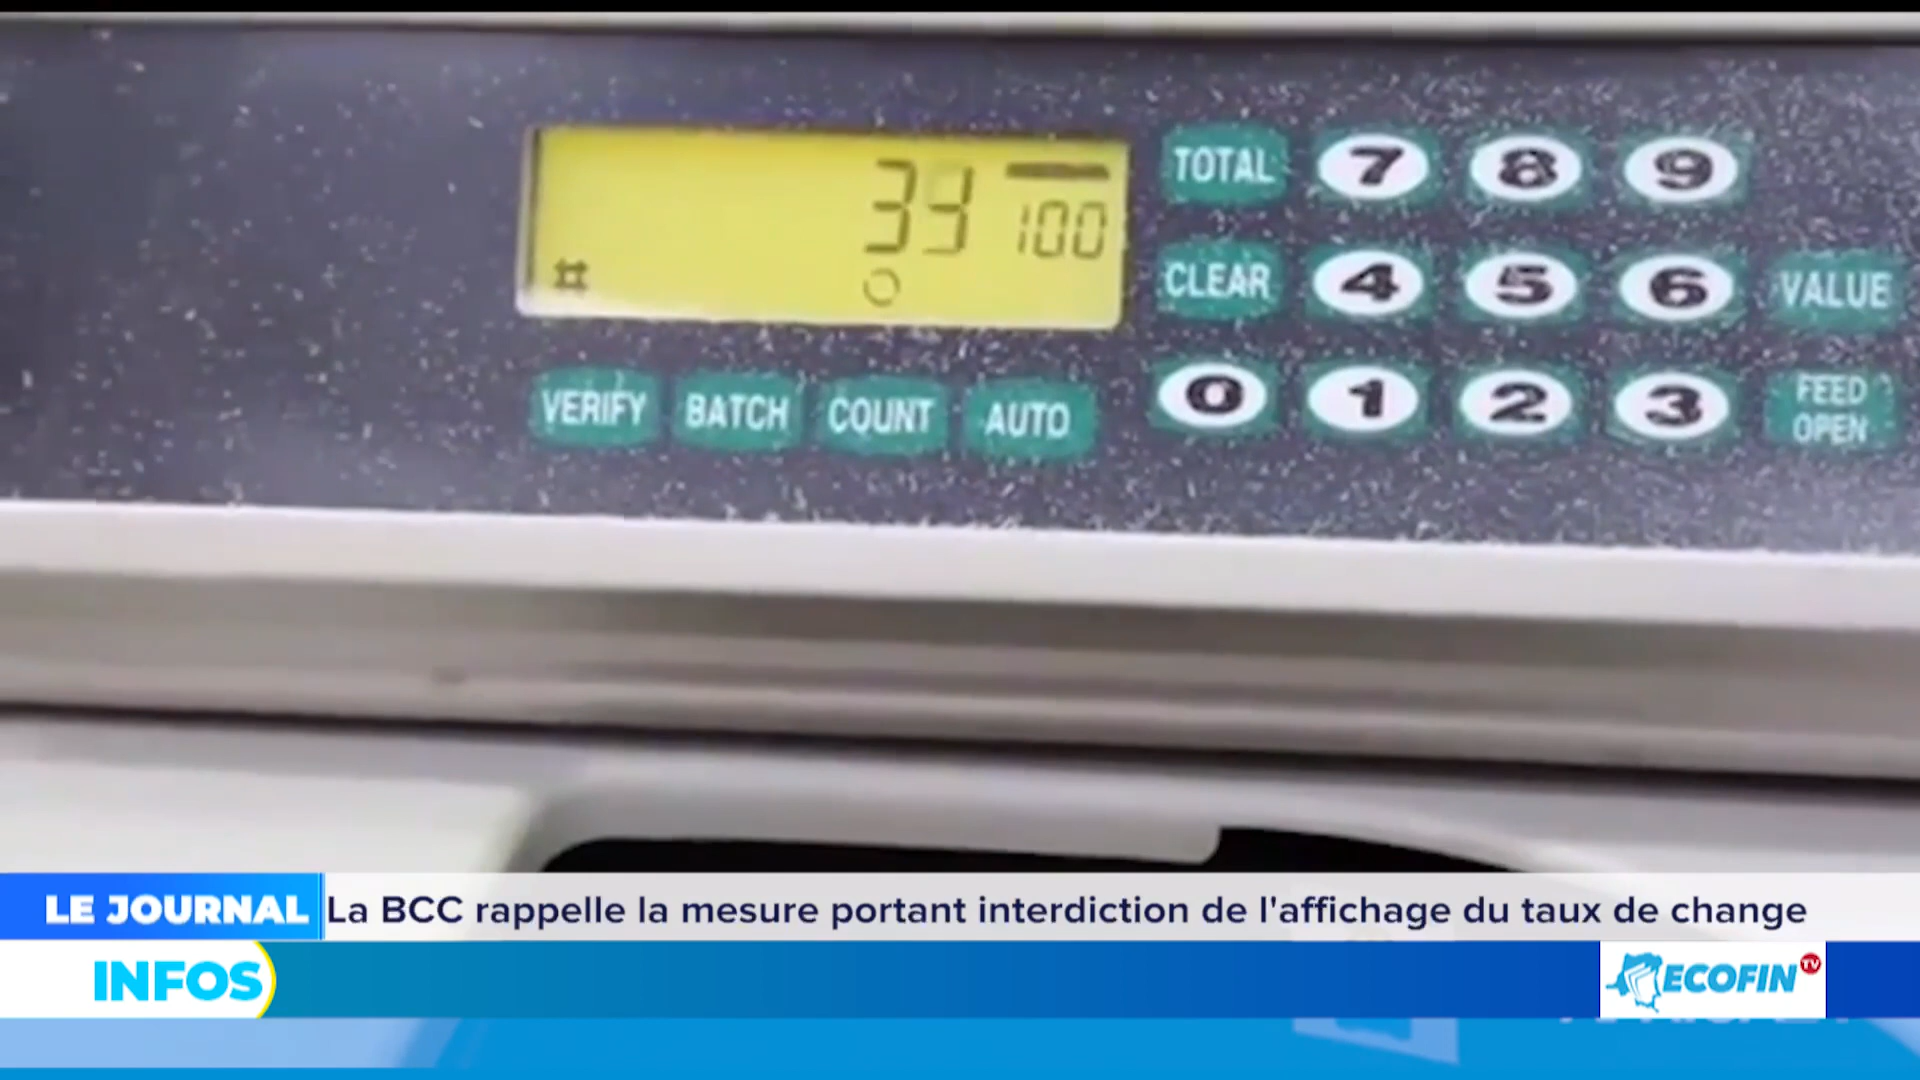 33 100
TOTAL 7 8 9
CLEAR 4 5 6 VALUE
VERIFY BATCH COUNT AUTO 0 1 2 3 FEED OPEN
LE JOURNAL La BCC rappelle la mesure portant interdiction de l'affichage du taux de change
INFOS
ECOFIN TV